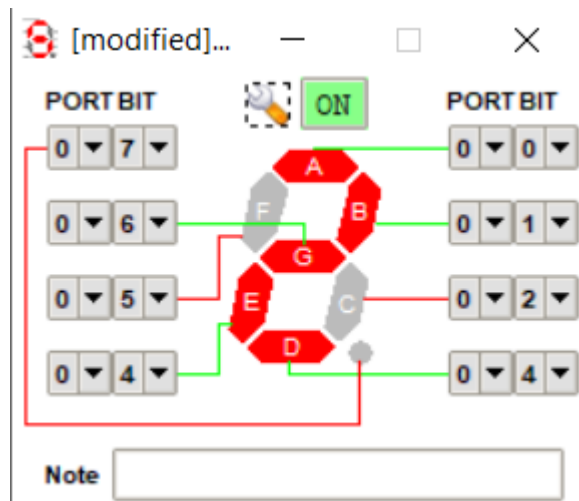 [modified]...
PORT BIT PORT BIT
ON
0 7 0 0
A
F B
0 6 0 1
G
0 5 0 2
E C
D
0 4 0 4
Note